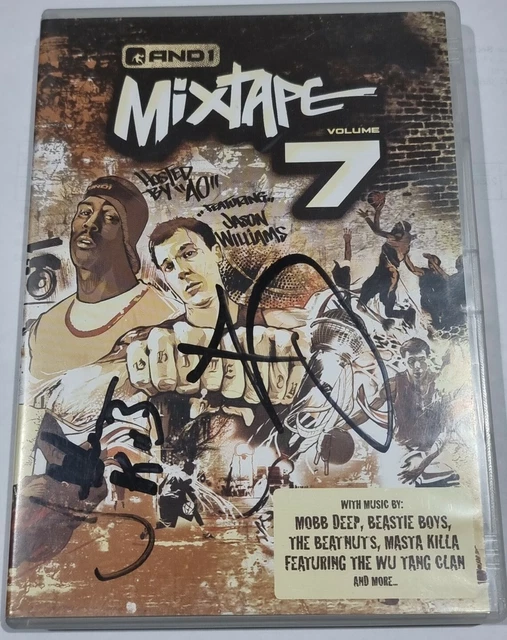 AND1
MIXTAPE
VOLUME
7
HOSTED
BY "AO"
FEATURING
JASON
WILLIAMS
AO
WITH MUSIC BY:
MOBB DEEP, BEASTIE BOYS,
THE BEATNUTS, MASTA KILLA
FEATURING THE WU TANG CLAN
AND MORE...